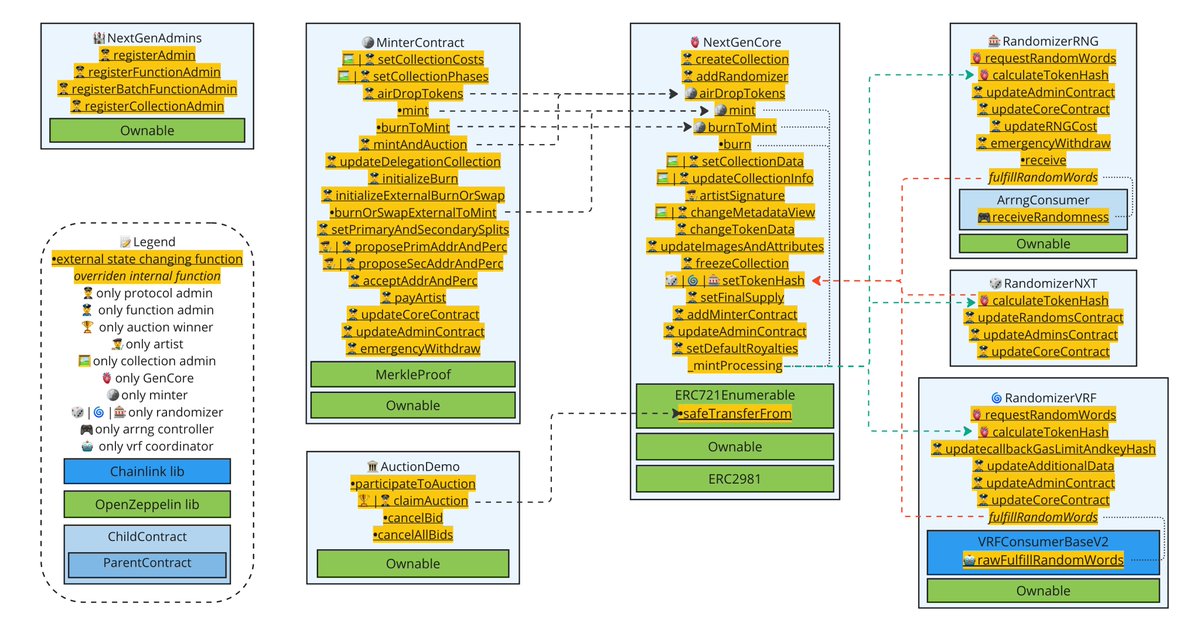 NextGenAdmins
registerAdmin
registerFunctionAdmin
registerBatchFunctionAdmin
registerCollectionAdmin
Ownable
Legend
•external state changing function
overriden internal function
only protocol admin
only function admin
only auction winner
only artist
only collection admin
only GenCore
only minter
| | only randomizer
only arrng controller
only vrf coordinator
Chainlink lib
OpenZeppelin lib
ChildContract
ParentContract
MinterContract
| setCollectionCosts
| setCollectionPhases
airDropTokens
•mint
•burnToMint
mintAndAuction
updateDelegationCollection
initializeBurn
initializeExternalBurnOrSwap
•burnOrSwapExternalToMint
setPrimaryAndSecondarySplits
| proposePrimAddrAndPerc
| proposeSecAddrAndPerc
acceptAddrAndPerc
payArtist
updateCoreContract
updateAdminContract
emergencyWithdraw
MerkleProof
Ownable
AuctionDemo
•participateToAuction
| claimAuction
•cancelBid
•cancelAllBids
Ownable
NextGenCore
createCollection
addRandomizer
airDropTokens
mint
burnToMint
•burn
| setCollectionData
| updateCollectionInfo
artistSignature
| changeMetadataView
changeTokenData
updateImagesAndAttributes
freezeCollection
| | setTokenHash
setFinalSupply
addMinterContract
updateAdminContract
setDefaultRoyalties
_mintProcessing
ERC721Enumerable
•safeTransferFrom
Ownable
ERC2981
RandomizerRNG
requestRandomWords
calculateTokenHash
updateAdminContract
updateCoreContract
updateRNGCost
emergencyWithdraw
•receive
fulfillRandomWords
ArrngConsumer
receiveRandomness
Ownable
RandomizerNXT
calculateTokenHash
updateRandomsContract
updateAdminsContract
updateCoreContract
RandomizerVRF
requestRandomWords
calculateTokenHash
updatecallbackGasLimitAndkeyHash
updateAdditionalData
updateAdminContract
updateCoreContract
fulfillRandomWords
VRFConsumerBaseV2
rawFulfillRandomWords
Ownable